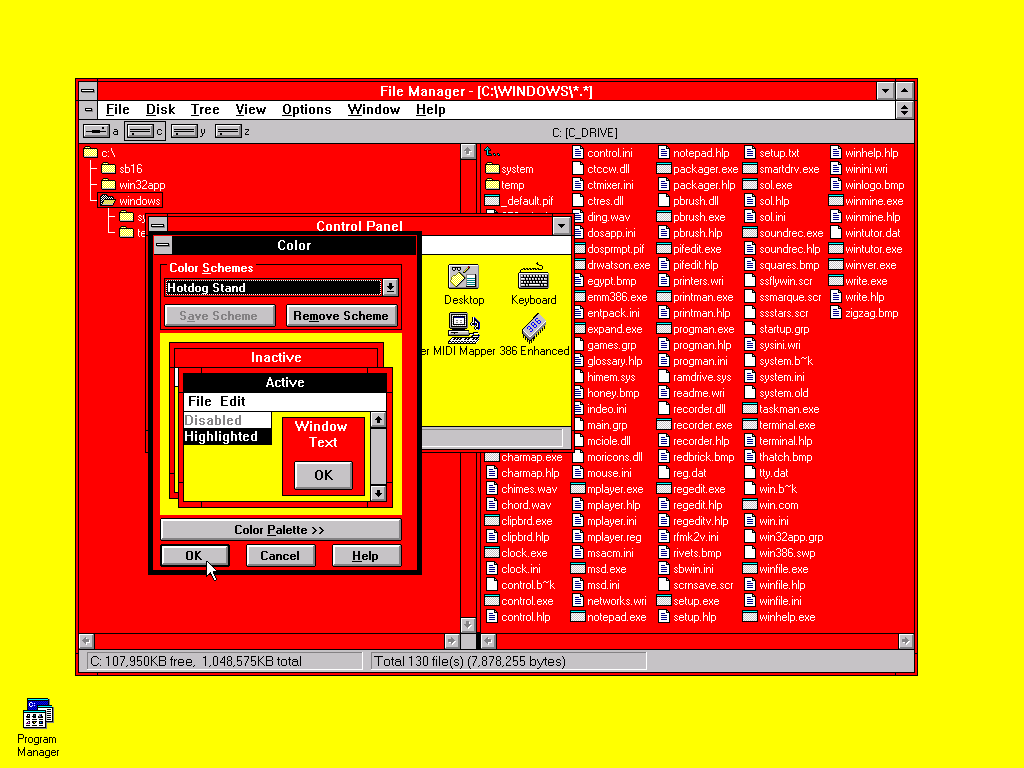 File Manager - [C:\WINDOWS\*.*]
File Disk Tree View Options Window Help
a c y z C: [C_DRIVE]
c:\
sb16
win32app
windows
sy
te
Control Panel
Color
Color Schemes
Hotdog Stand
Save Scheme Remove Scheme
Inactive
Active
File Edit
Disabled
Highlighted
Window
Text
OK
Color Palette >>
OK Cancel Help
Desktop Keyboard
er MIDI Mapper 386 Enhanced
..
system
temp
_default.pif
charmap.exe
charmap.hlp
chimes.wav
chord.wav
clipbrd.exe
clipbrd.hlp
clock.exe
clock.ini
control.b~k
control.exe
control.hlp
control.ini
ctccw.dll
ctmixer.ini
ctres.dll
ding.wav
dosapp.ini
dosprmpt.pif
drwatson.exe
egypt.bmp
emm386.exe
entpack.ini
expand.exe
games.grp
glossary.hlp
himem.sys
honey.bmp
indeo.ini
main.grp
mciole.dll
moricons.dll
mouse.ini
mplayer.exe
mplayer.hlp
mplayer.ini
mplayer.reg
msacm.ini
msd.exe
msd.ini
networks.wri
notepad.exe
notepad.hlp
packager.exe
packager.hlp
pbrush.dll
pbrush.exe
pbrush.hlp
pifedit.exe
pifedit.hlp
printers.wri
printman.exe
printman.hlp
progman.exe
progman.hlp
progman.ini
ramdrive.sys
readme.wri
recorder.dll
recorder.exe
recorder.hlp
redbrick.bmp
reg.dat
regedit.exe
regedit.hlp
regeditv.hlp
rfmk2v.ini
rivets.bmp
sbwin.ini
scrnsave.scr
setup.exe
setup.hlp
setup.txt
smartdrv.exe
sol.exe
sol.hlp
sol.ini
soundrec.exe
soundrec.hlp
squares.bmp
ssflywin.scr
ssmarque.scr
ssstars.scr
startup.grp
sysini.wri
system.b~k
system.ini
system.old
taskman.exe
terminal.exe
terminal.hlp
thatch.bmp
tty.dat
win.b~k
win.com
win.ini
win32app.grp
win386.swp
winfile.exe
winfile.hlp
winfile.ini
winhelp.exe
winhelp.hlp
winini.wri
winlogo.bmp
winmine.exe
winmine.hlp
wintutor.dat
wintutor.exe
winver.exe
write.exe
write.hlp
zigzag.bmp
C: 107,950KB free, 1,048,575KB total Total 130 file(s) (7,878,255 bytes)
Program
Manager